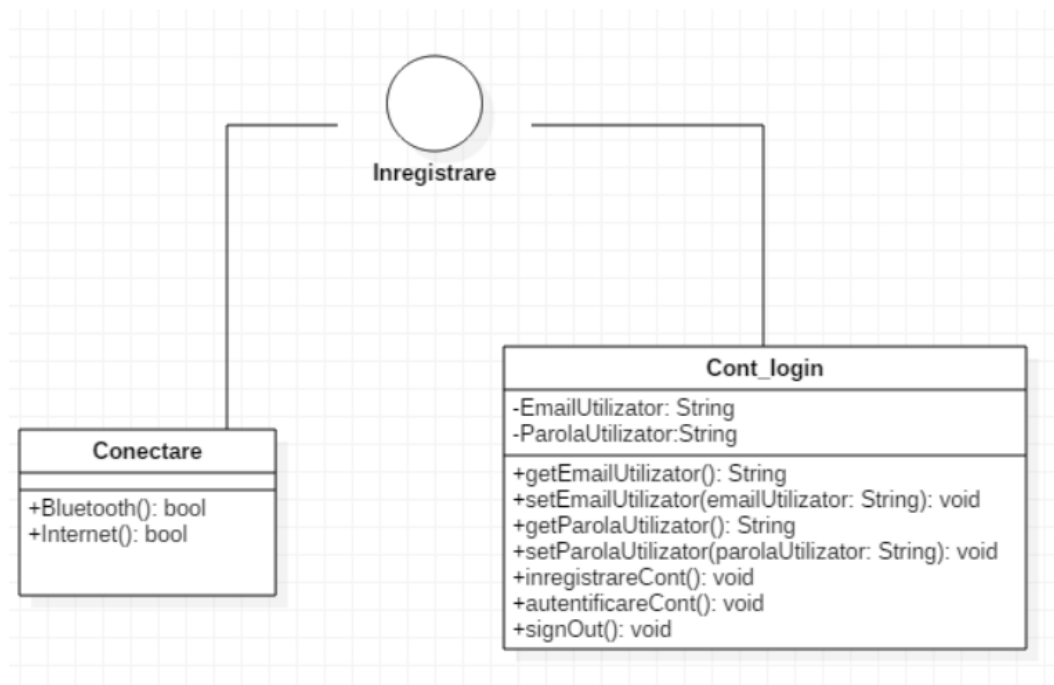 Inregistrare
Conectare
+Bluetooth(): bool
+Internet(): bool
Cont_login
-EmailUtilizator: String
-ParolaUtilizator:String
+getEmailUtilizator(): String
+setEmailUtilizator(emailUtilizator: String): void
+getParolaUtilizator(): String
+setParolaUtilizator(parolaUtilizator: String): void
+inregistrareCont(): void
+autentificareCont(): void
+signOut(): void